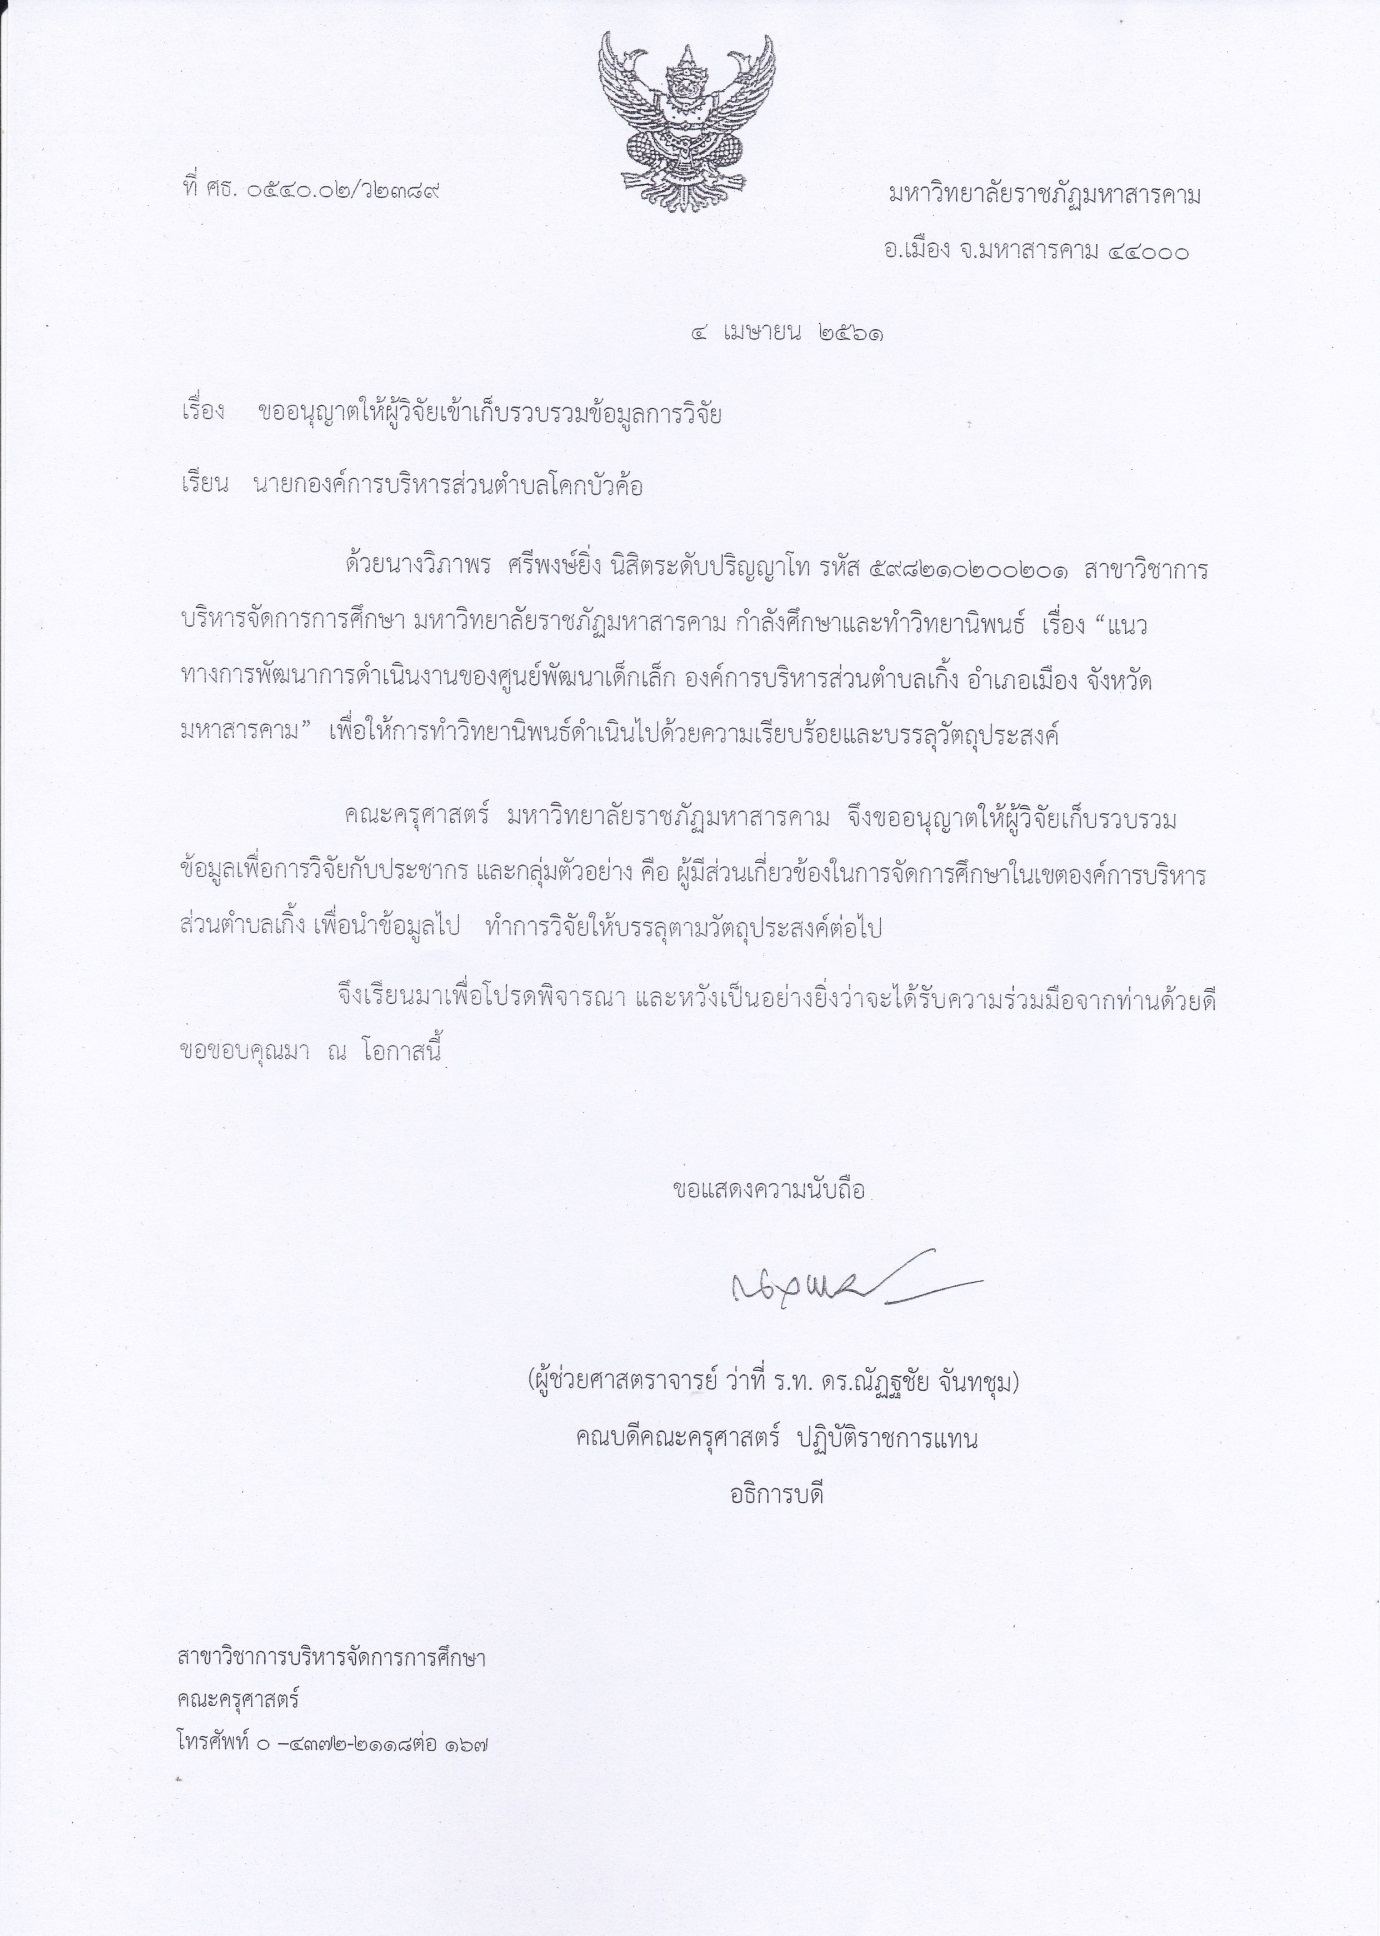 ที่ ศธ. ๐๕๔๐.๐๒/ว๒๓๘๙
มหาวิทยาลัยราชภัฏมหาสารคาม
อ.เมือง จ.มหาสารคาม ๔๔๐๐๐
๔ เมษายน ๒๕๖๑
เรื่อง ขออนุญาตให้ผู้วิจัยเข้าเก็บรวบรวมข้อมูลการวิจัย
เรียน นายกองค์การบริหารส่วนตำบลโคกบัวค้อ
ด้วยนางวิภาพร ศรีพงษ์ยิ่ง นิสิตระดับปริญญาโท รหัส ๕๙๘๒๑๐๒๐๐๒๐๑ สาขาวิชาการ
บริหารจัดการการศึกษา มหาวิทยาลัยราชภัฏมหาสารคาม กำลังศึกษาและทำวิทยานิพนธ์ เรื่อง “แนว
ทางการพัฒนาการดำเนินงานของศูนย์พัฒนาเด็กเล็ก องค์การบริหารส่วนตำบลเกิ้ง อำเภอเมือง จังหวัด
มหาสารคาม” เพื่อให้การทำวิทยานิพนธ์ดำเนินไปด้วยความเรียบร้อยและบรรลุวัตถุประสงค์
คณะครุศาสตร์ มหาวิทยาลัยราชภัฏมหาสารคาม จึงขออนุญาตให้ผู้วิจัยเก็บรวบรวม
ข้อมูลเพื่อการวิจัยกับประชากร และกลุ่มตัวอย่าง คือ ผู้มีส่วนเกี่ยวข้องในการจัดการศึกษาในเขตองค์การบริหาร
ส่วนตำบลเกิ้ง เพื่อนำข้อมูลไป ทำการวิจัยให้บรรลุตามวัตถุประสงค์ต่อไป
จึงเรียนมาเพื่อโปรดพิจารณา และหวังเป็นอย่างยิ่งว่าจะได้รับความร่วมมือจากท่านด้วยดี
ขอขอบคุณมา ณ โอกาสนี้
ขอแสดงความนับถือ
(ผู้ช่วยศาสตราจารย์ ว่าที่ ร.ท. ดร.ณัฏฐชัย จันทชุม)
คณบดีคณะครุศาสตร์ ปฏิบัติราชการแทน
อธิการบดี
สาขาวิชาการบริหารจัดการการศึกษา
คณะครุศาสตร์
โทรศัพท์ ๐ –๔๓๗๒-๒๑๑๘ต่อ ๑๖๗